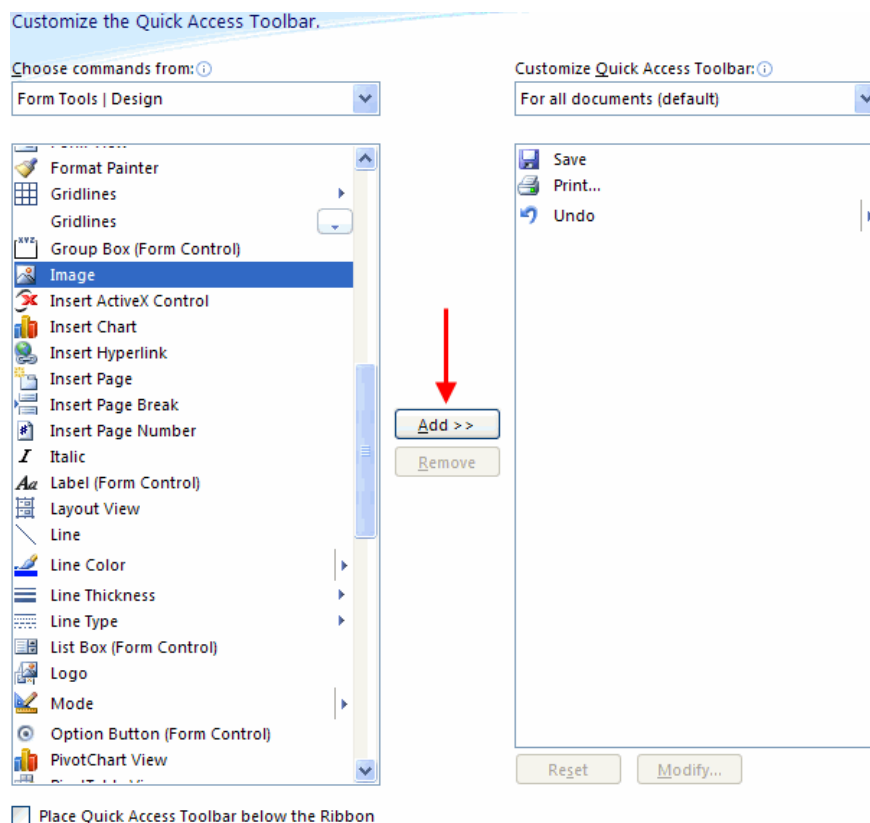 Customize the Quick Access Toolbar.
Choose commands from:
Customize Quick Access Toolbar:
Form Tools | Design
For all documents (default)
Format Painter
Gridlines
Gridlines
XYZ
Group Box (Form Control)
Image
Insert ActiveX Control
Insert Chart
Insert Hyperlink
Insert Page
Insert Page Break
Insert Page Number
Italic
Label (Form Control)
Layout View
Line
Line Color
Line Thickness
Line Type
List Box (Form Control)
Logo
Mode
Option Button (Form Control)
PivotChart View
Add >>
Remove
Save
Print...
Undo
Reset
Modify...
Place Quick Access Toolbar below the Ribbon